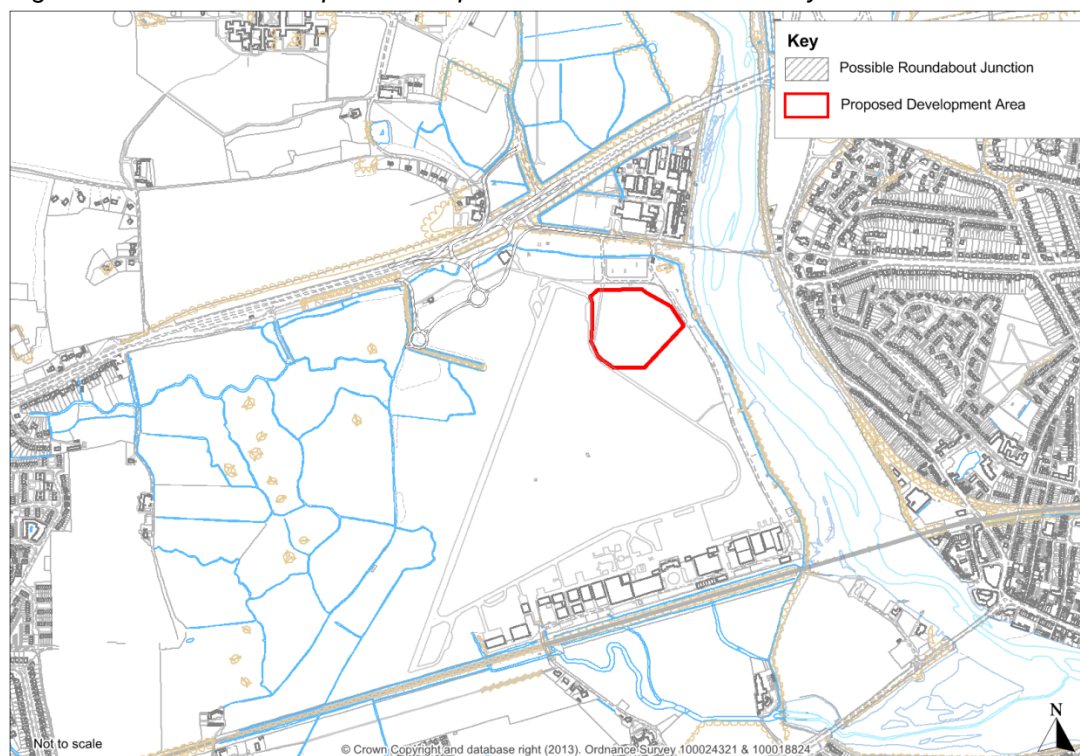 Key
Possible Roundabout Junction
Proposed Development Area
N
Not to scale
© Crown Copyright and database right (2013). Ordnance Survey 100024321 & 100018824